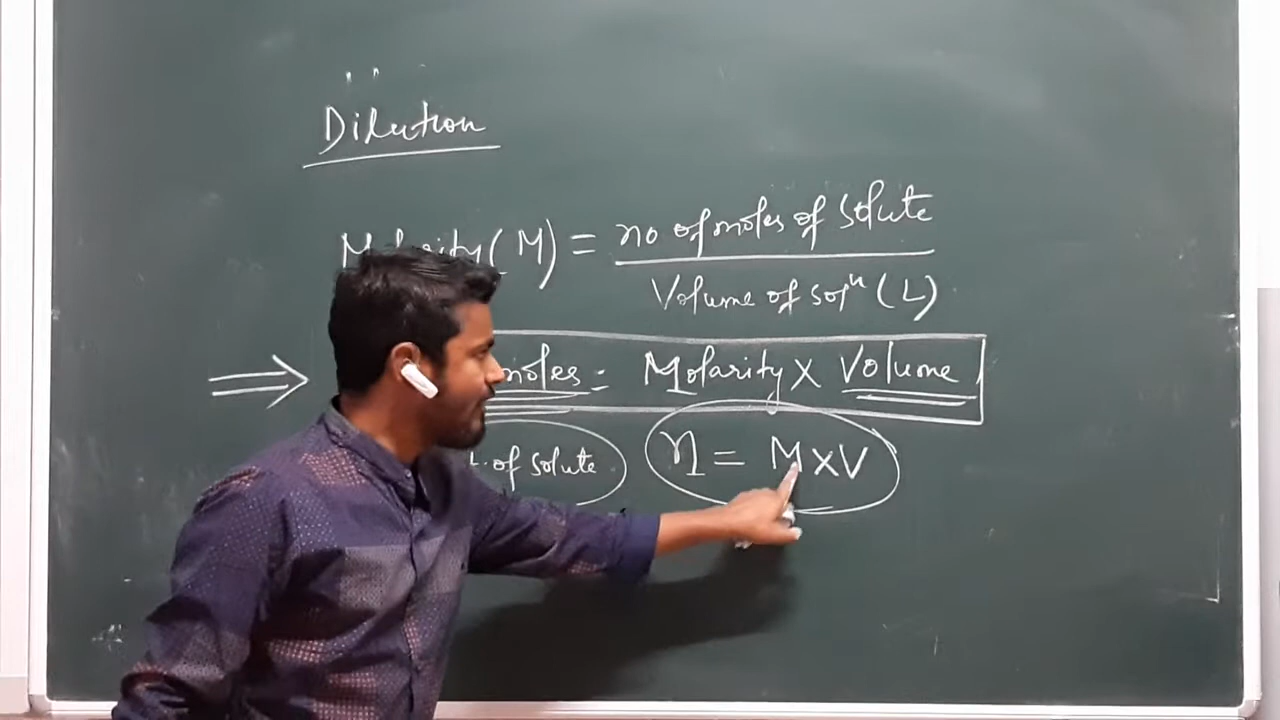 Dilution
Molarity (M) = no of moles of solute
Volume of solⁿ (L)
moles = Molarity X Volume
of solute
n = M X V